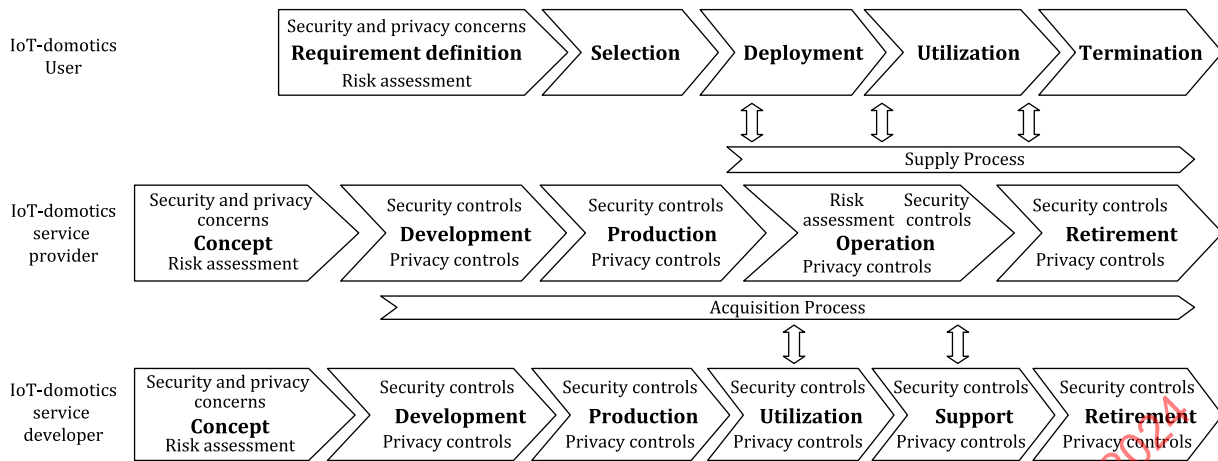 IoT-domotics
User
Security and privacy concerns
Requirement definition
Risk assessment
Selection
Deployment
Utilization
Termination
Supply Process
IoT-domotics
service
provider
Security and privacy
concerns
Concept
Risk assessment
Security controls
Development
Privacy controls
Security controls
Production
Privacy controls
Risk
assessment
Security
controls
Operation
Privacy controls
Security controls
Retirement
Privacy controls
Acquisition Process
IoT-domotics
service
developer
Security and privacy
concerns
Concept
Risk assessment
Security controls
Development
Privacy controls
Security controls
Production
Privacy controls
Security controls
Utilization
Privacy controls
Security controls
Support
Privacy controls
Security controls
Retirement
Privacy controls
2024